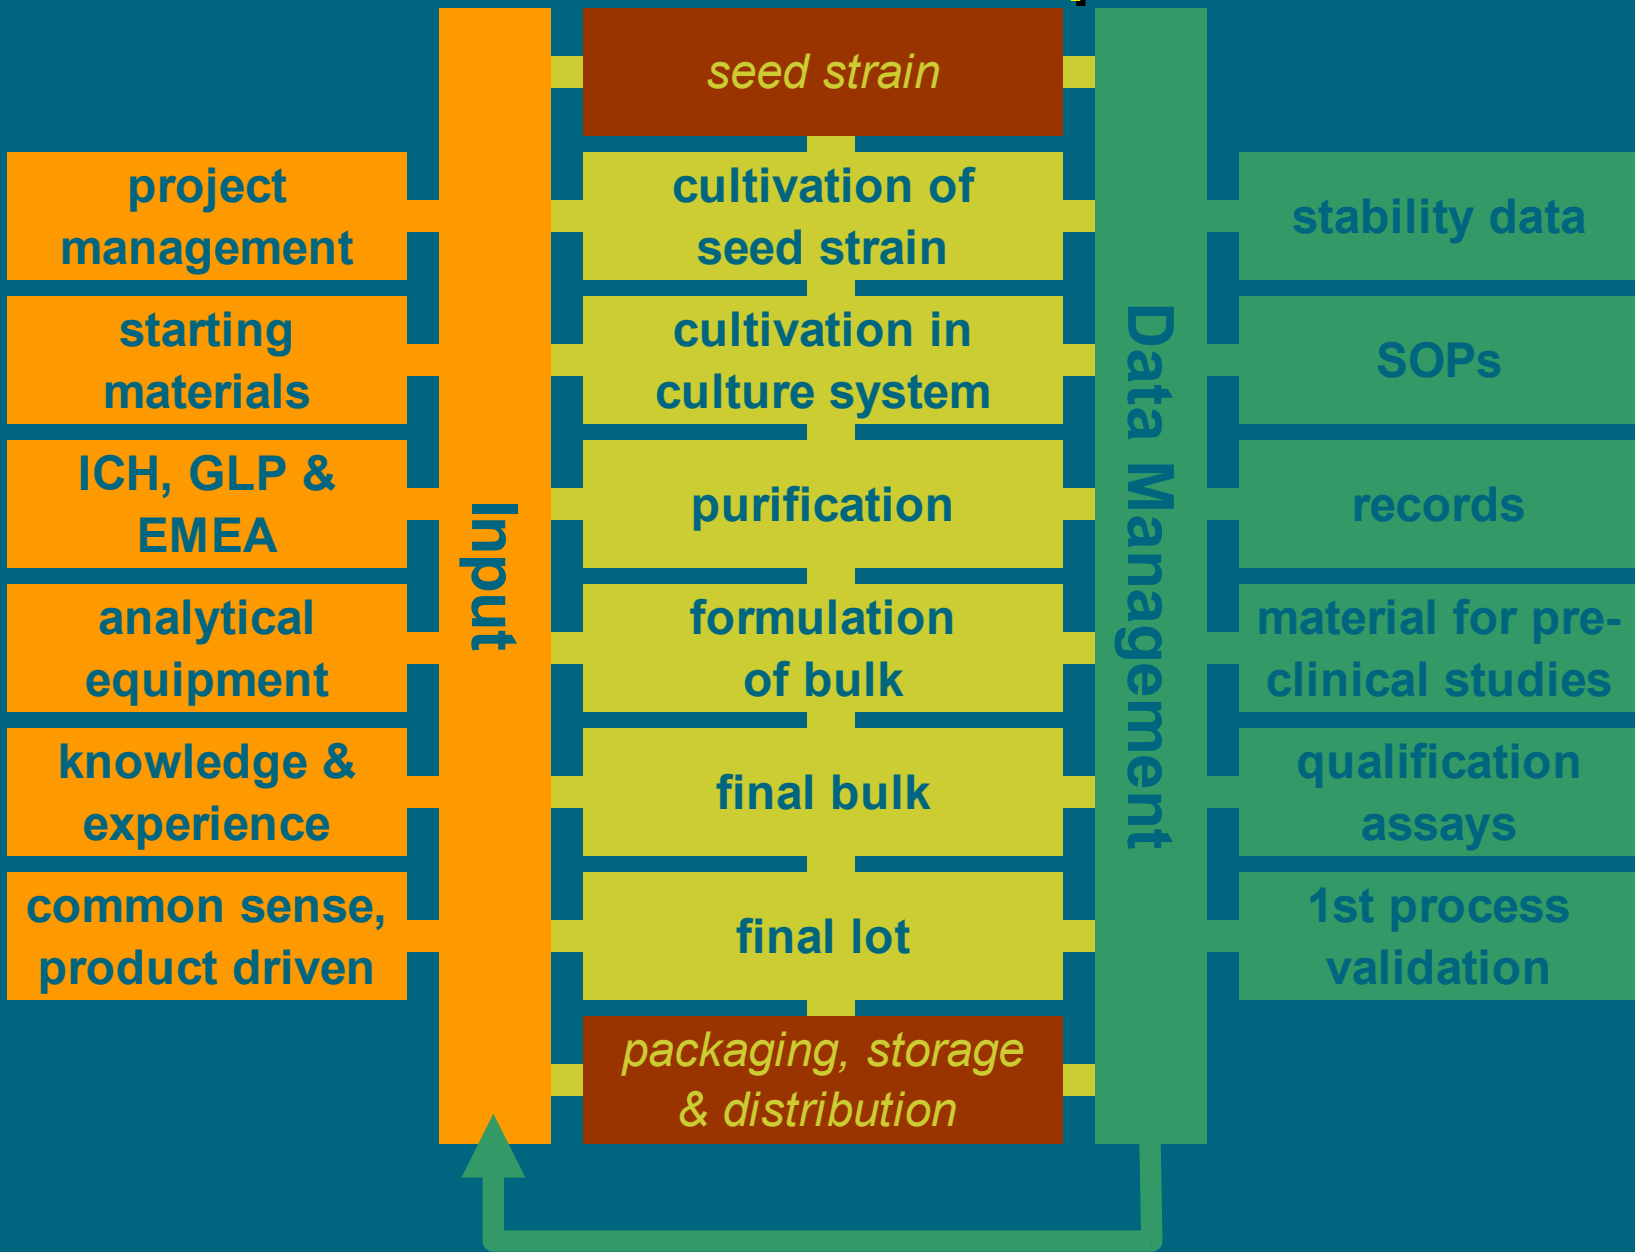 seed strain
project
management
cultivation of
seed strain
stability data
starting
materials
cultivation in
culture system
SOPs
ICH, GLP &
EMEA
purification
records
analytical
equipment
formulation
of bulk
material for pre-
clinical studies
knowledge &
experience
final bulk
qualification
assays
common sense,
product driven
final lot
1st process
validation
packaging, storage
& distribution
Input
Data Management